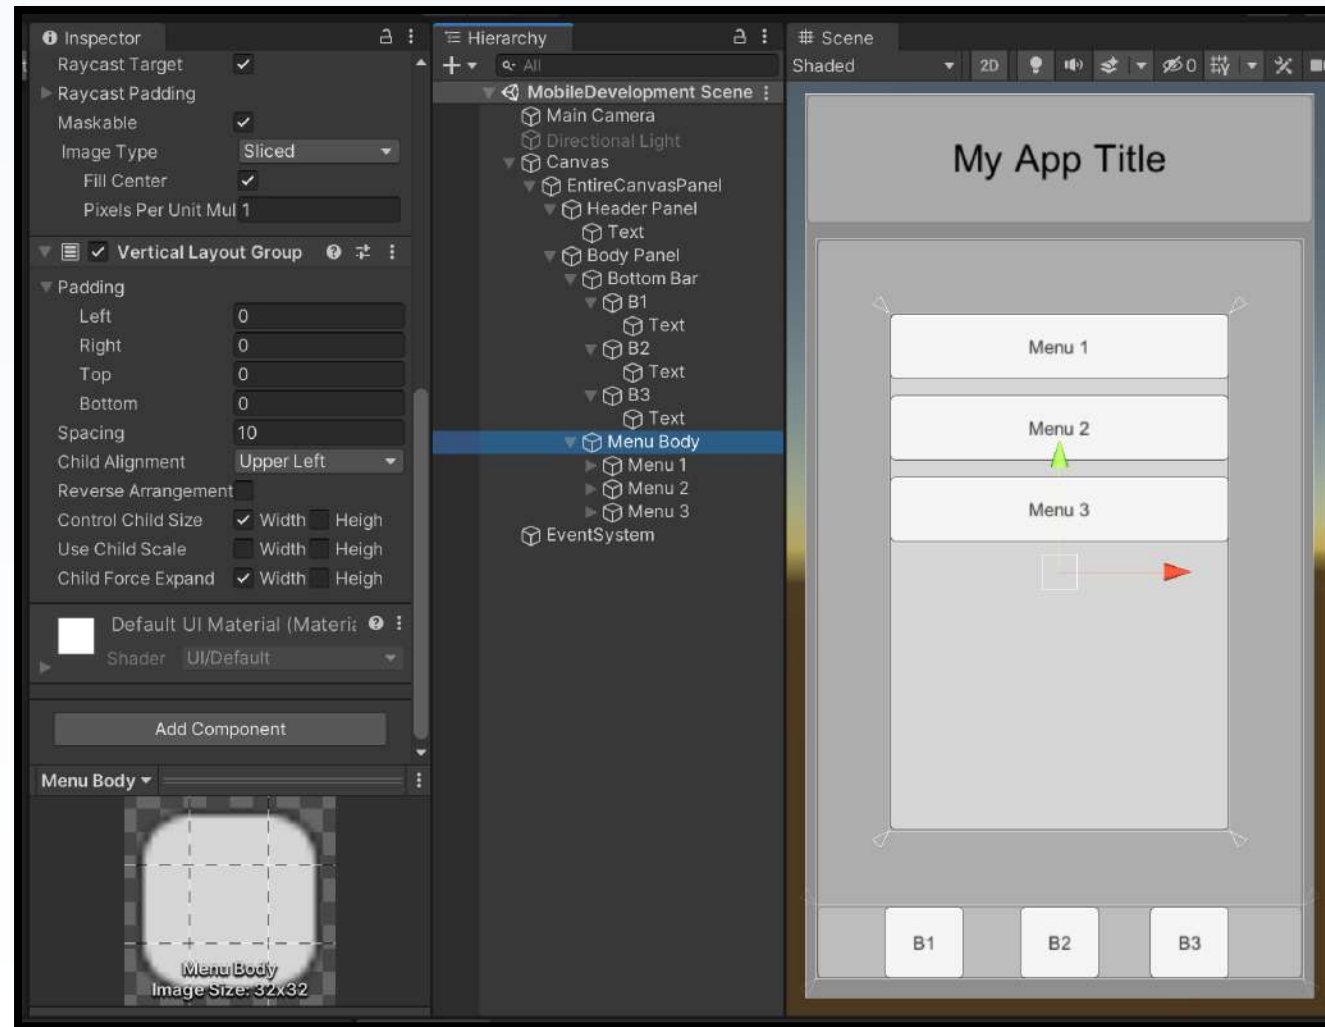 Inspector
Raycast Target
Raycast Padding
Maskable
Image Type Sliced
Fill Center
Pixels Per Unit Mul 1
Vertical Layout Group
Padding
Left 0
Right 0
Top 0
Bottom 0
Spacing 10
Child Alignment Upper Left
Reverse Arrangement
Control Child Size Width Heigh
Use Child Scale Width Heigh
Child Force Expand Width Heigh
Default UI Material (Materi
Shader UI/Default
Add Component
Menu Body
Menu Body
Image Size: 32x32
Hierarchy
All
MobileDevelopment Scene
Main Camera
Directional Light
Canvas
EntireCanvasPanel
Header Panel
Text
Body Panel
Bottom Bar
B1
Text
B2
Text
B3
Text
Menu Body
Menu 1
Menu 2
Menu 3
EventSystem
Scene
Shaded 2D 0
My App Title
Menu 1
Menu 2
Menu 3
B1 B2 B3